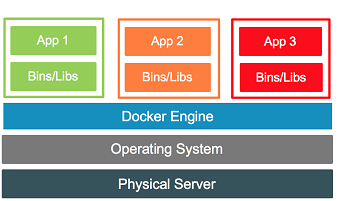 App 1
App 2
App 3
Bins/Libs
Bins/Libs
Bins/Libs
Docker Engine
Operating System
Physical Server